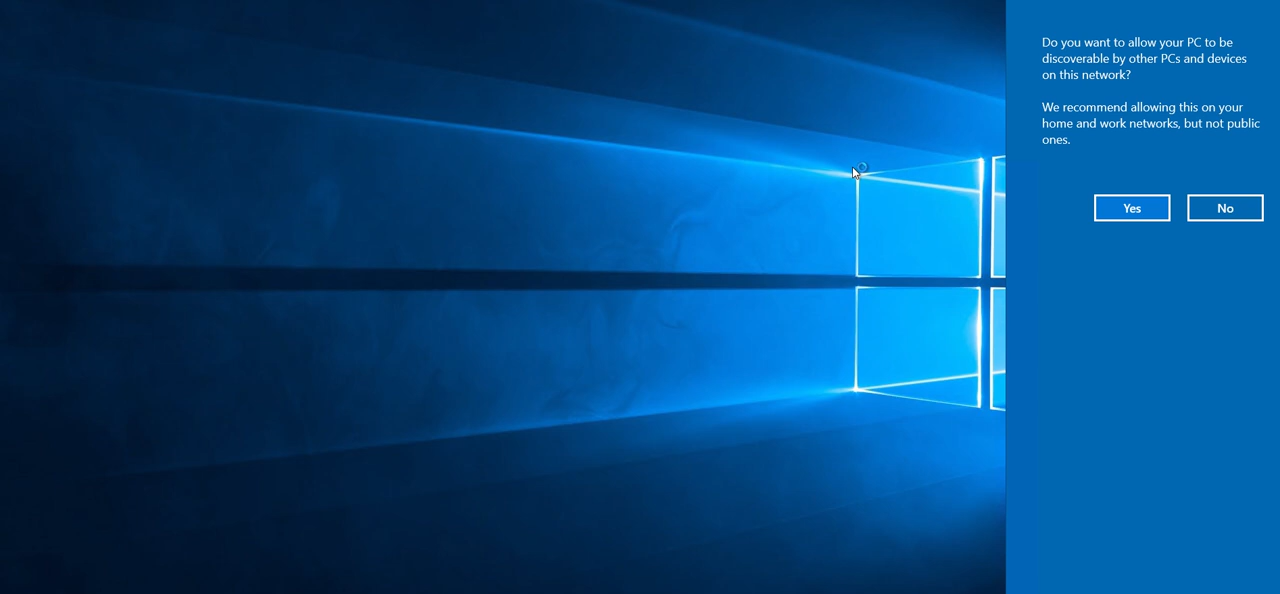 Do you want to allow your PC to be
discoverable by other PCs and devices
on this network?
We recommend allowing this on your
home and work networks, but not public
ones.
Yes No